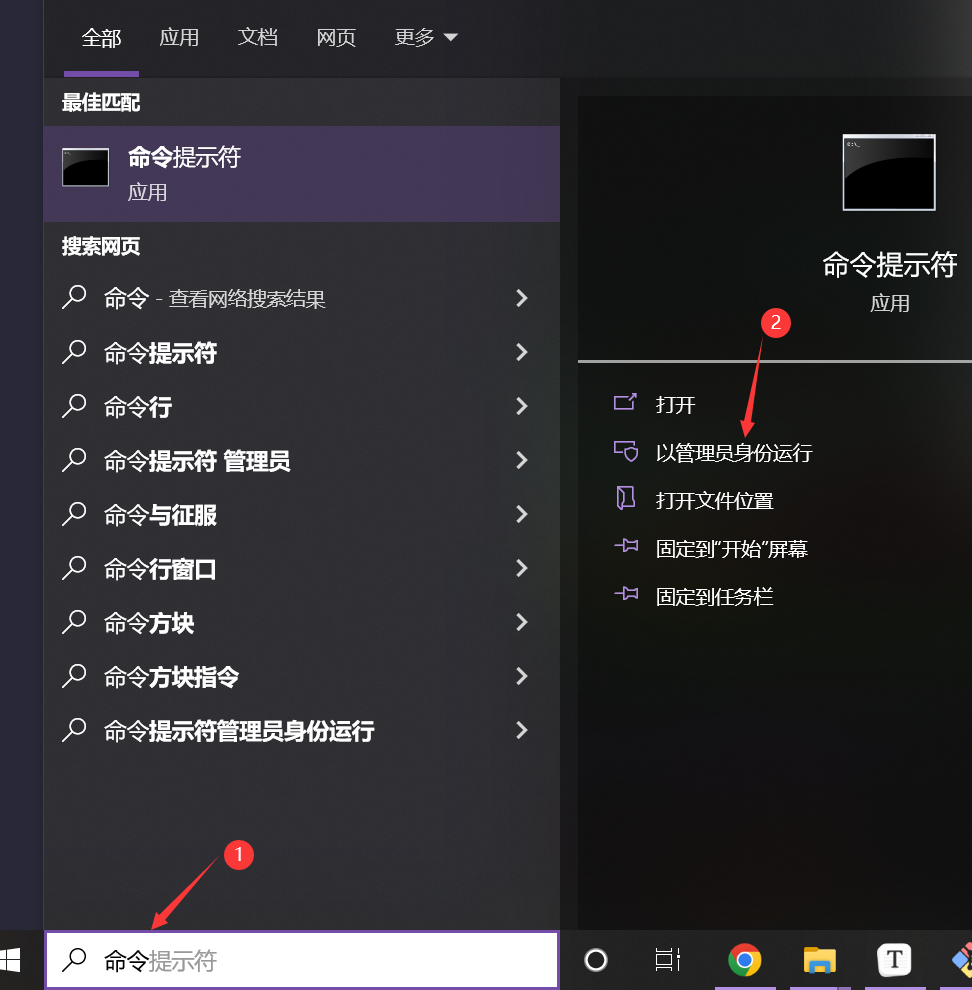 全部 应用 文档 网页 更多
最佳匹配
命令提示符
应用
搜索网页
命令 - 查看网络搜索结果
命令提示符
命令行
命令提示符 管理员
命令与征服
命令行窗口
命令方块
命令方块指令
命令提示符管理员身份运行
命令提示符
应用
2
打开
以管理员身份运行
打开文件位置
固定到“开始”屏幕
固定到任务栏
1
命令提示符
T